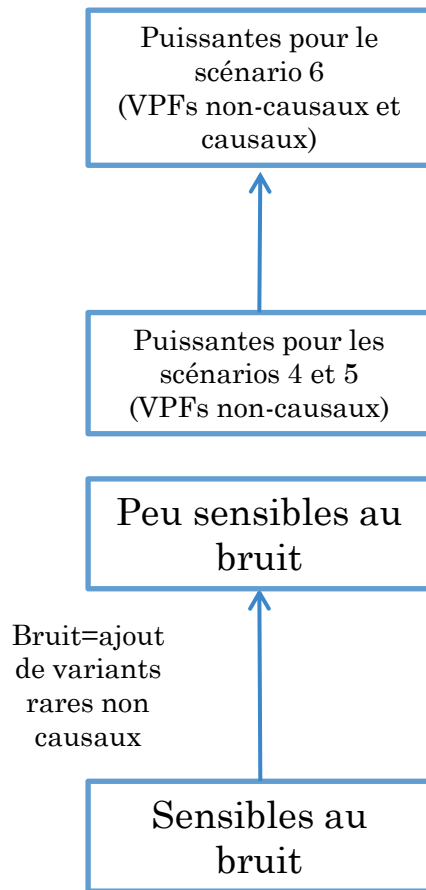 Puissantes pour le
scénario 6
(VPFs non-causaux et
causaux)
Puissantes pour les
scénarios 4 et 5
(VPFs non-causaux)
Peu sensibles au
bruit
Bruit=ajout
de variants
rares non
causaux
Sensibles au
bruit